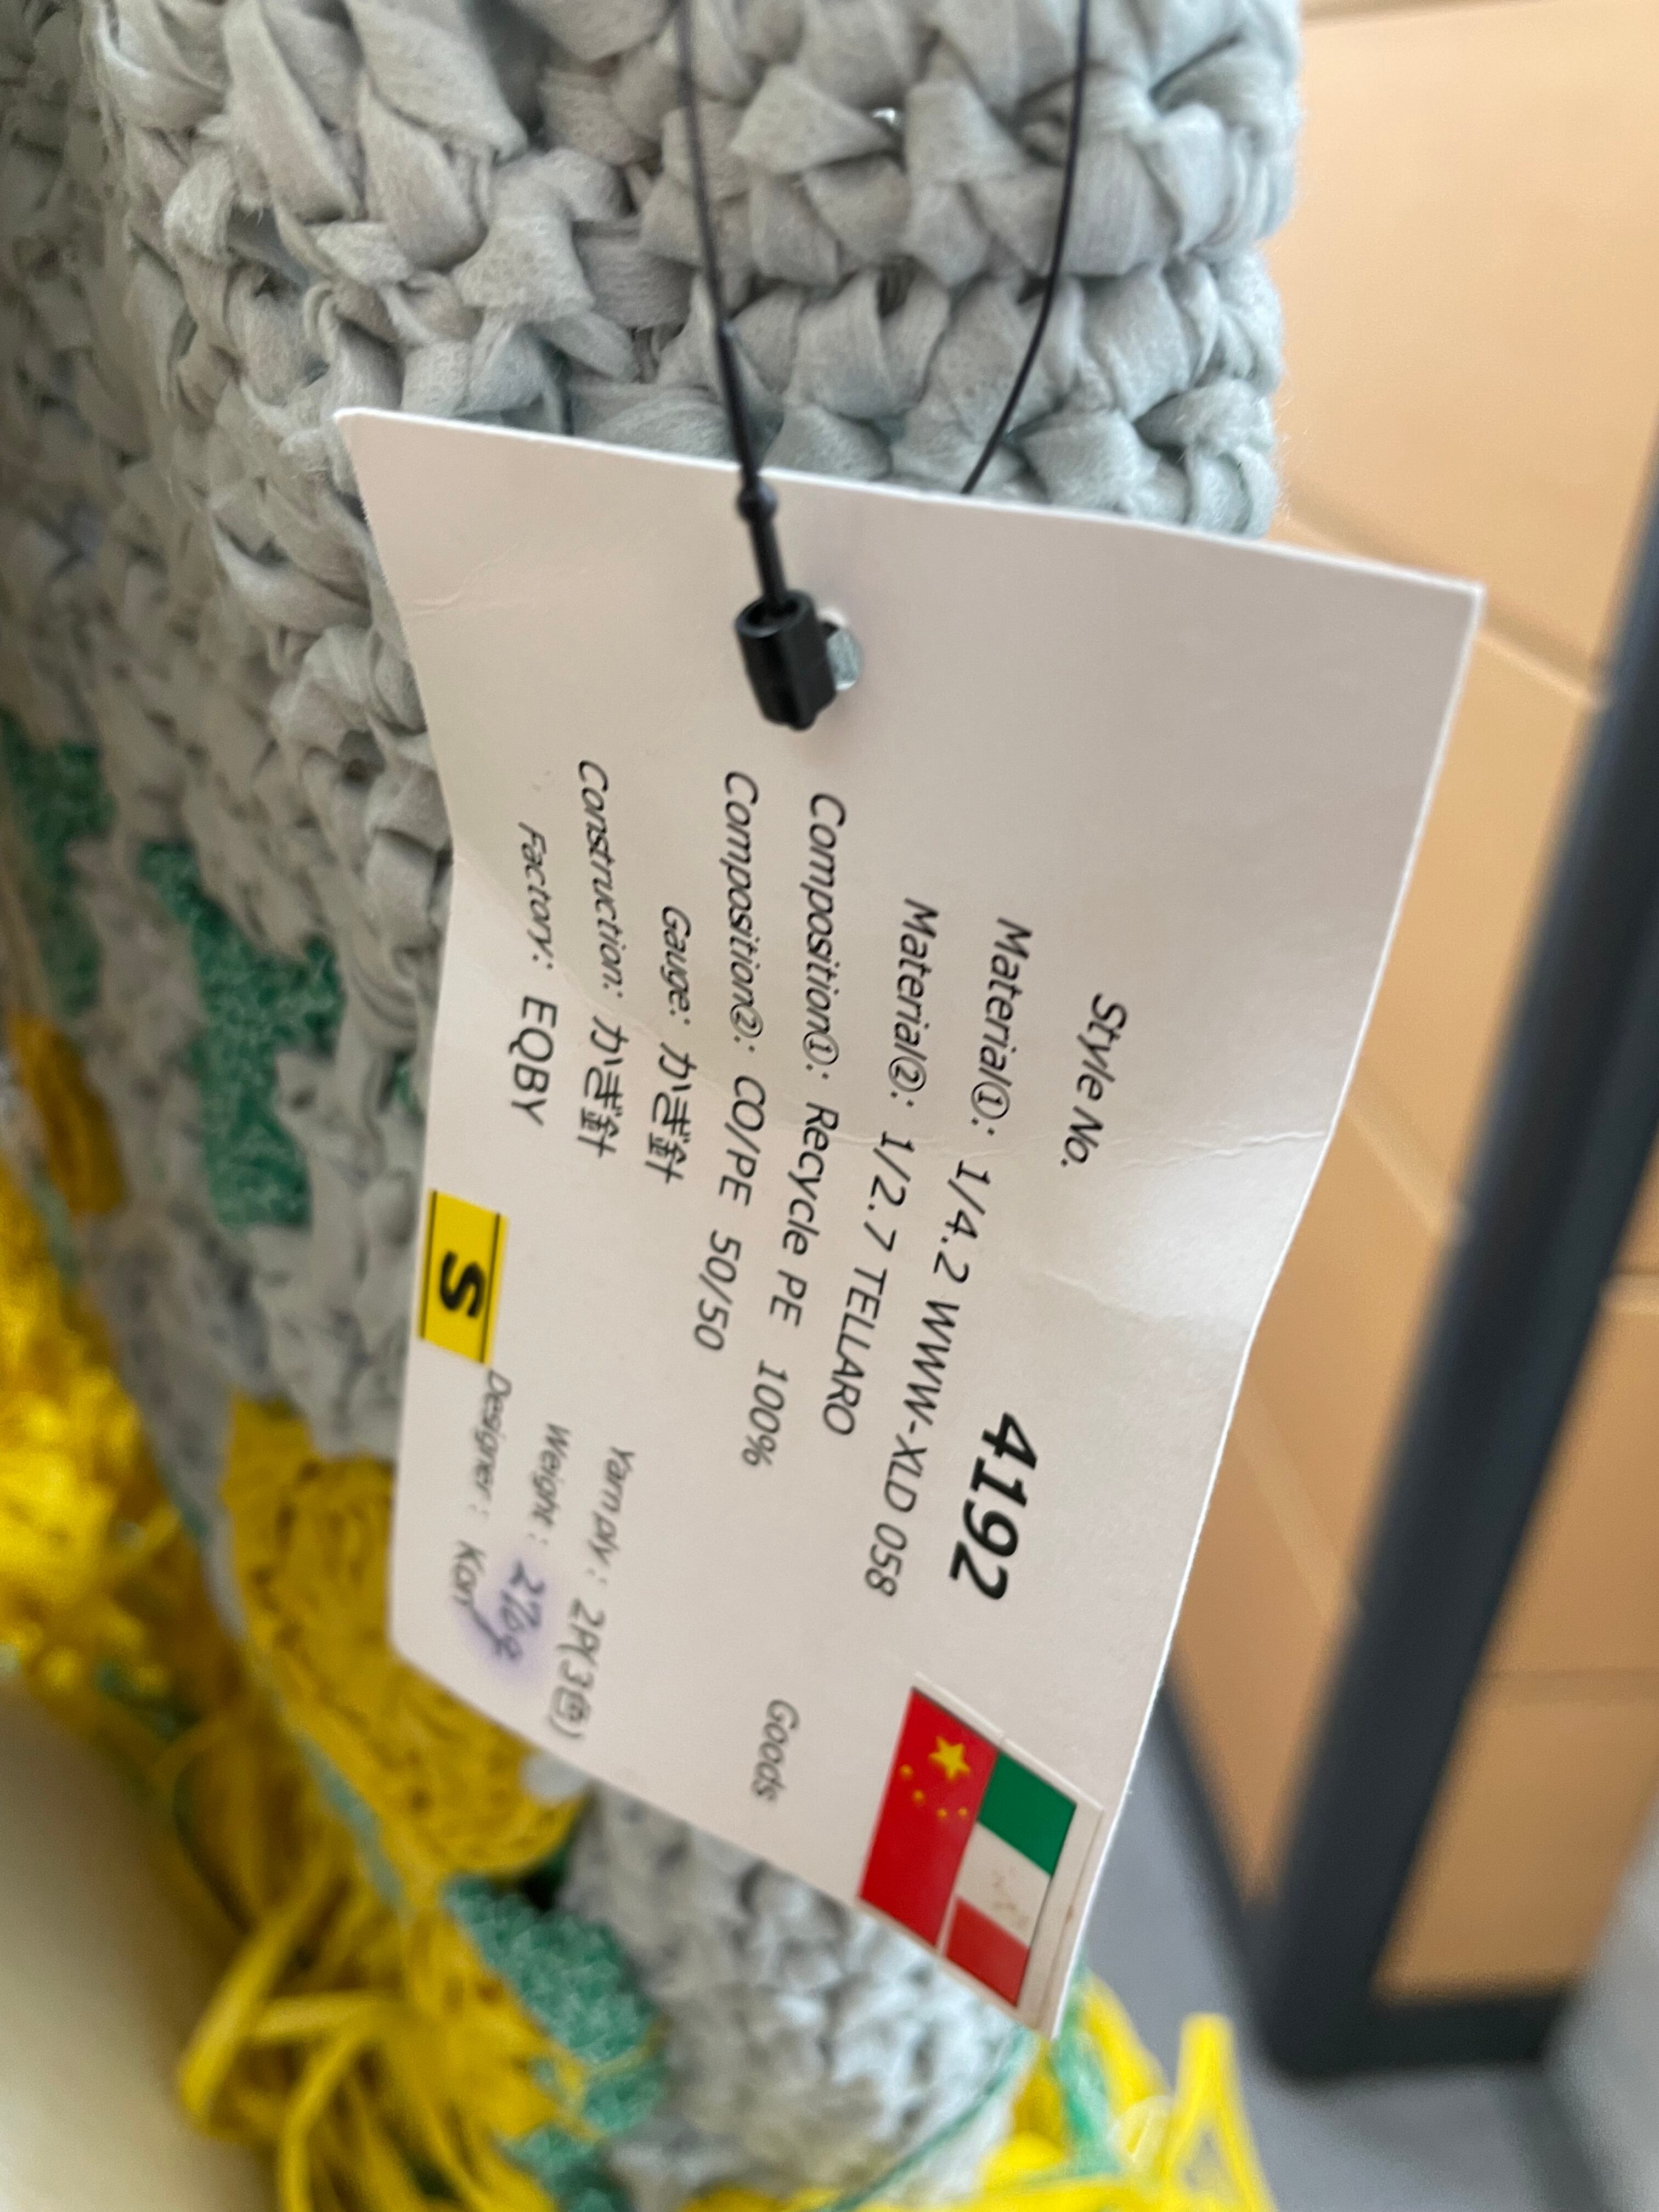 Style No. 4192
Material①: 1/4.2 WWW-XLD 058
Material②: 1/2.7 TELLARO
Composition①: Recycle PE 100%
Composition②: CO/PE 50/50
Goods
Gauge: かぎ針
Yarn ply: 2P(3色)
Construction: かぎ針
Weight: 276g
Factory: EQBY
Designer: Kori
S